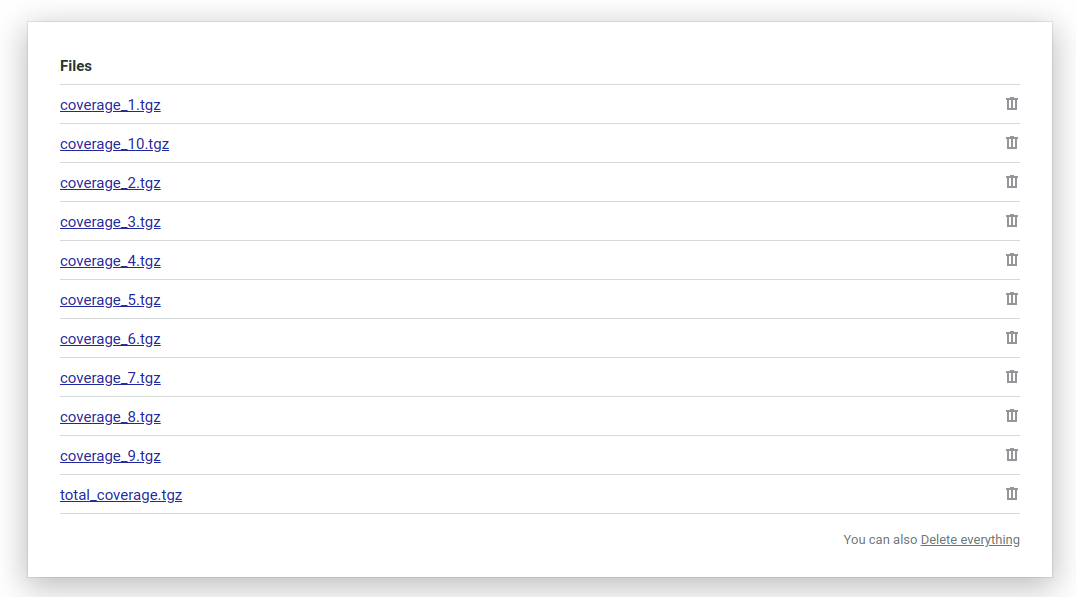 Files
coverage_1.tgz
coverage_10.tgz
coverage_2.tgz
coverage_3.tgz
coverage_4.tgz
coverage_5.tgz
coverage_6.tgz
coverage_7.tgz
coverage_8.tgz
coverage_9.tgz
total_coverage.tgz
You can also Delete everything